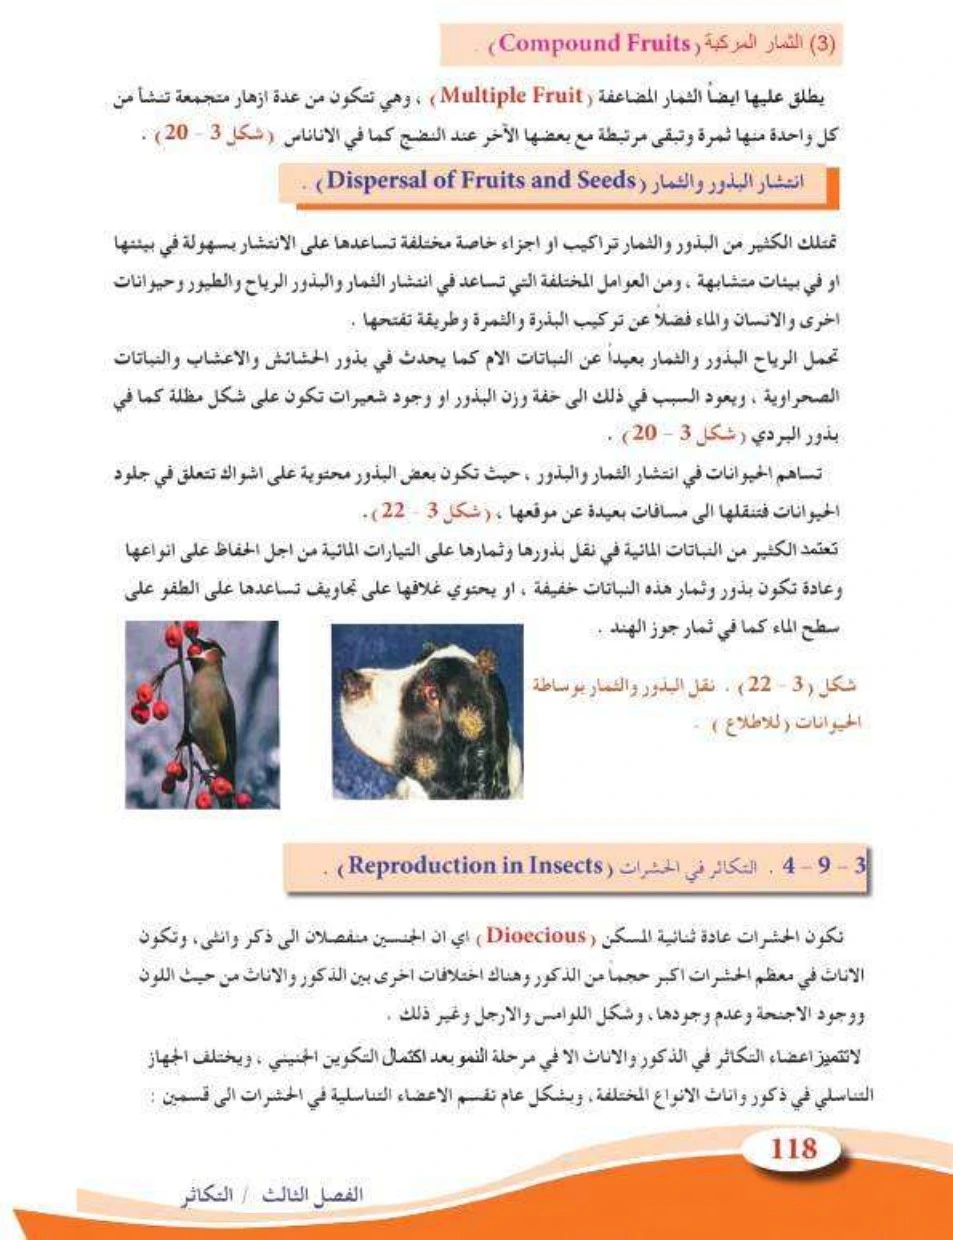 (3) الثمار المركبة (Compound Fruits) .
يطلق عليها ايضاً الثمار المضاعفة (Multiple Fruit) ، وهي تتكون من عدة ازهار متجمعة تنشأ من
كل واحدة منها ثمرة وتبقى مرتبطة مع بعضها الآخر عند النضج كما في الاناناس (شكل 3 - 20) .
انتشار البذور والثمار (Dispersal of Fruits and Seeds) .
تمتلك الكثير من البذور والثمار تراكيب او اجزاء خاصة مختلفة تساعدها على الانتشار بسهولة في بيئتها
او في بيئات متشابهة ، ومن العوامل المختلفة التي تساعد في انتشار الثمار والبذور الرياح والطيور وحيوانات
اخرى والانسان والماء فضلاً عن تركيب البذرة والثمرة وطريقة تفتحها .
تحمل الرياح البذور والثمار بعيداً عن النباتات الام كما يحدث في بذور الحشائش والاعشاب والنباتات
الصحراوية ، ويعود السبب في ذلك الى خفة وزن البذور او وجود شعيرات تكون على شكل مظلة كما في
بذور البردي (شكل 3 - 20) .
تساهم الحيوانات في انتشار الثمار والبذور ، حيث تكون بعض البذور محتوية على اشواك تتعلق في جلود
الحيوانات فتنقلها الى مسافات بعيدة عن موقعها ، (شكل 3 - 22).
تعتمد الكثير من النباتات المائية في نقل بذورها وثمارها على التيارات المائية من اجل الحفاظ على انواعها
وعادة تكون بذور وثمار هذه النباتات خفيفة ، او يحتوي غلافها على تجاويف تساعدها على الطفو على
سطح الماء كما في ثمار جوز الهند .
شكل (3 - 22) . نقل البذور والثمار بوساطة
الحيوانات (للاطلاع) .
3 - 9 - 4 . التكاثر في الحشرات (Reproduction in Insects) .
تكون الحشرات عادة ثنائية المسكن (Dioecious) اي ان الجنسين منفصلان الى ذكر وانثى، وتكون
الاناث في معظم الحشرات اكبر حجماً من الذكور وهناك اختلافات اخرى بين الذكور والاناث من حيث اللون
ووجود الاجنحة وعدم وجودها، وشكل اللوامس والارجل وغير ذلك .
لاتتميز اعضاء التكاثر في الذكور والاناث الا في مرحلة النمو بعد اكتمال التكوين الجنيني ، ويختلف الجهاز
التناسلي في ذكور واناث الانواع المختلفة، وبشكل عام تقسم الاعضاء التناسلية في الحشرات الى قسمين :
118
الفصل الثالث / التكاثر